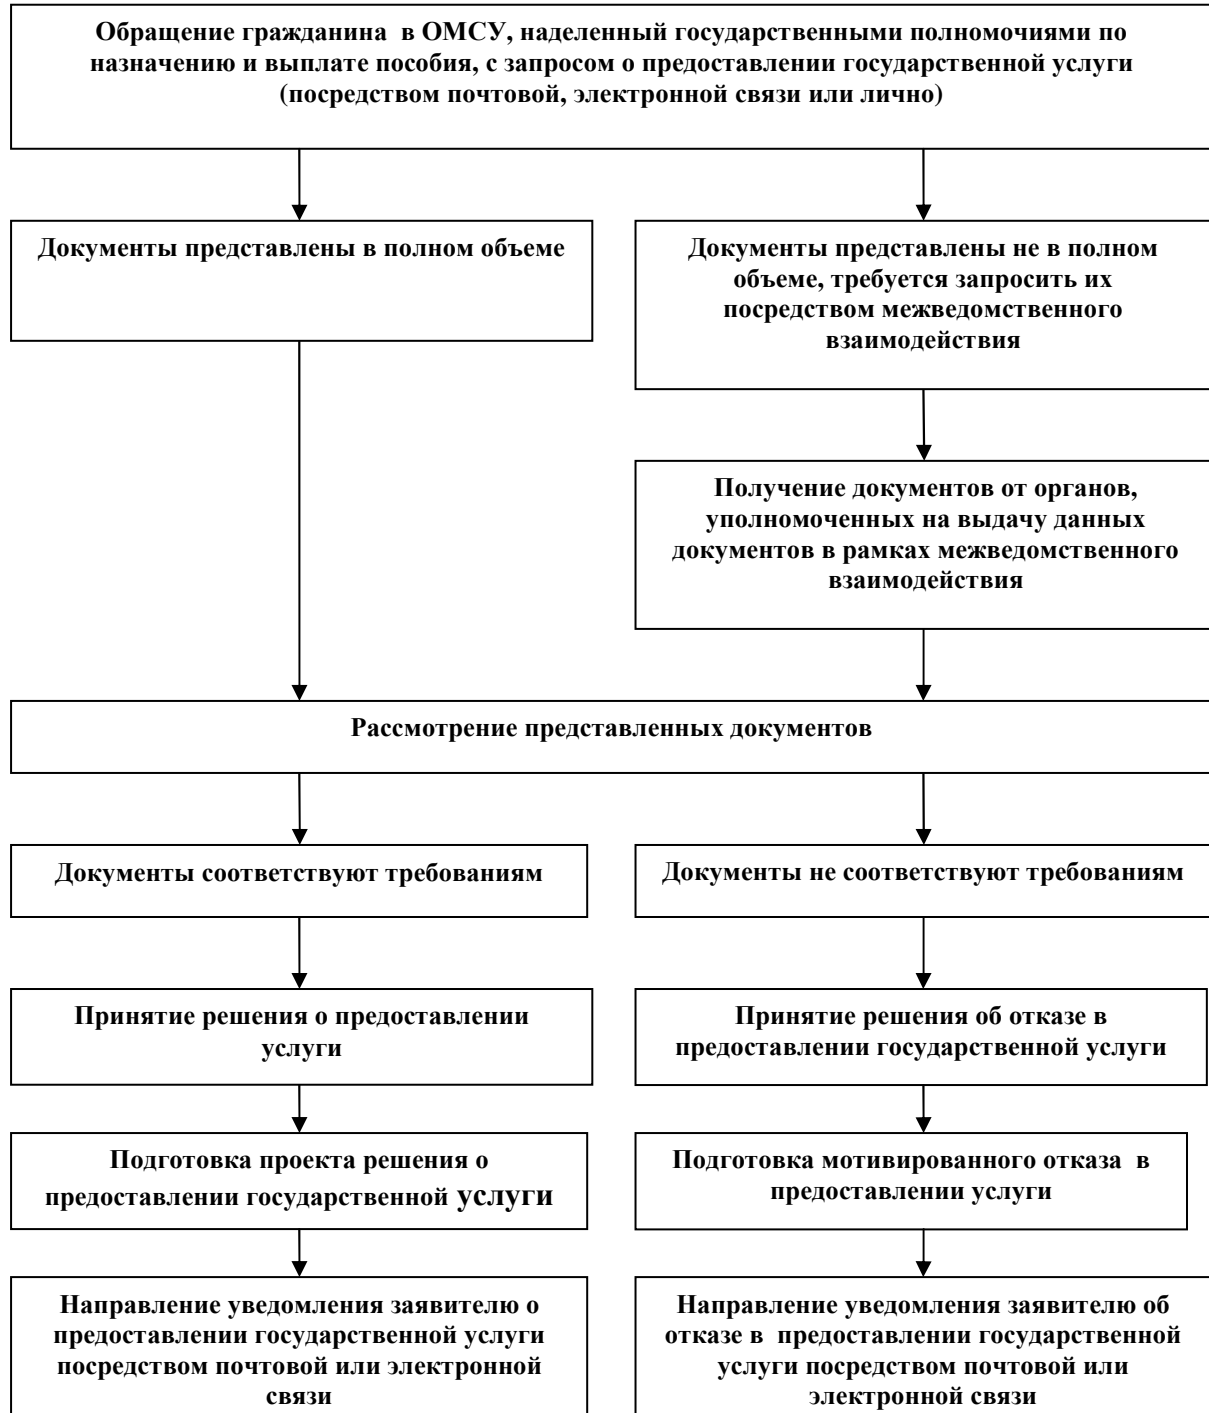 Обращение гражданина  в ОМСУ, наделенный государственными полномочиями по
назначению и выплате пособия, с запросом о предоставлении государственной услуги
(посредством почтовой, электронной связи или лично)
Документы представлены в полном объеме
Документы представлены не в полном
объеме, требуется запросить их
посредством межведомственного
взаимодействия
Получение документов от органов,
уполномоченных на выдачу данных
документов в рамках межведомственного
взаимодействия
Рассмотрение представленных документов
Документы соответствуют требованиям
Документы не соответствуют требованиям
Принятие решения о предоставлении
услуги
Принятие решения об отказе в
предоставлении государственной услуги
Подготовка проекта решения о
предоставлении государственной услуги
Подготовка мотивированного отказа  в
предоставлении услуги
Направление уведомления заявителю о
предоставлении государственной услуги
посредством почтовой или электронной
связи
Направление уведомления заявителю об
отказе в  предоставлении государственной
услуги посредством почтовой или
электронной связи